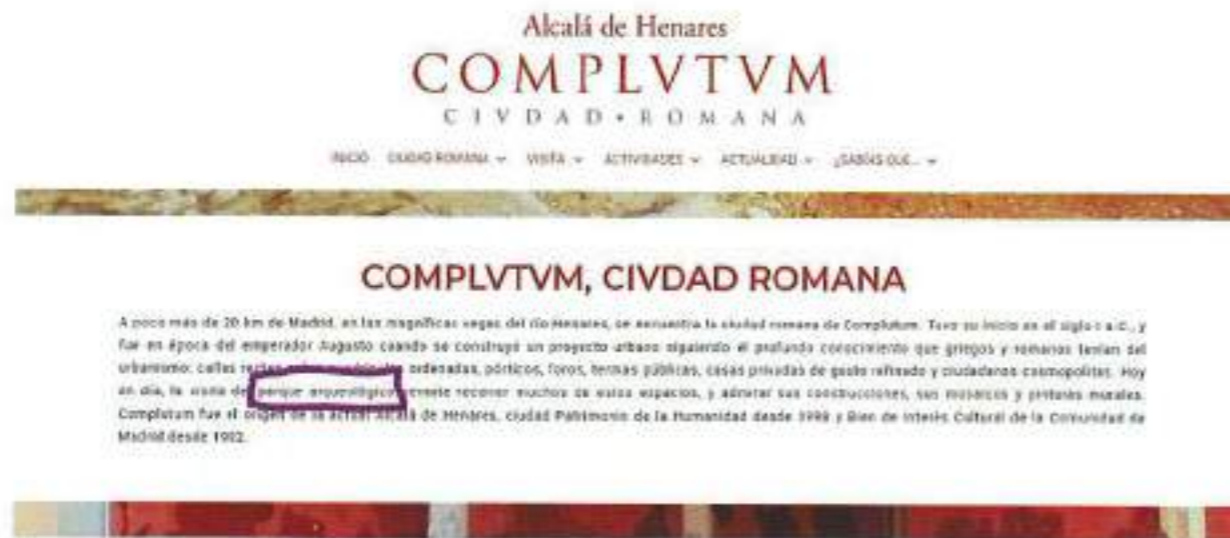 Alcalá de Henares
COMPLVTVM
CIVDAD • ROMANA
INICIO CIUDAD ROMANA VISITA ACTIVIDADES ACTUALIDAD ¿SABÍAS QUE...
COMPLVTVM, CIVDAD ROMANA
A poco más de 20 km de Madrid, en las magníficas vegas del río Henares, se encuentra la ciudad romana de Complutum. Tuvo su inicio en el siglo I a.C., y
fue en época del emperador Augusto cuando se construyó un proyecto urbano siguiendo el profundo conocimiento que griegos y romanos tenían del
urbanismo: calles rectas ordenadas, pórticos, foros, termas públicas, casas privadas de gusto refinado y ciudadanos cosmopolitas. Hoy
en día, la visita del parque arqueológico permite recorrer muchos de estos espacios, y admirar sus construcciones, sus mosaicos y pinturas murales.
Complutum fue el origen de la actual Alcalá de Henares, ciudad Patrimonio de la Humanidad desde 1998 y Bien de Interés Cultural de la Comunidad de
Madrid desde 1992.